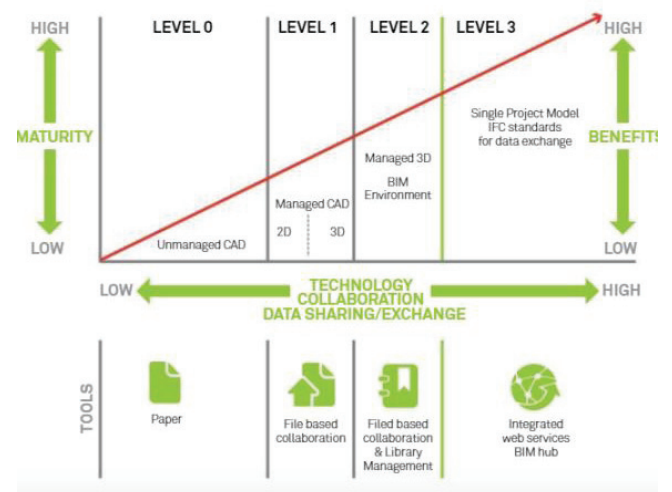 LEVEL 0
LEVEL 1
LEVEL 2
LEVEL 3
HIGH
HIGH
MATURITY
BENEFITS
LOW
LOW
Unmanaged CAD
Managed CAD
2D
3D
Managed 3D
BIM
Environment
Single Project Model
IFC standards
for data exchange
LOW
TECHNOLOGY
COLLABORATION
DATA SHARING/EXCHANGE
HIGH
TOOLS
Paper
File based
collaboration
Filed based
collaboration
& Library
Management
Integrated
web services
BIM hub